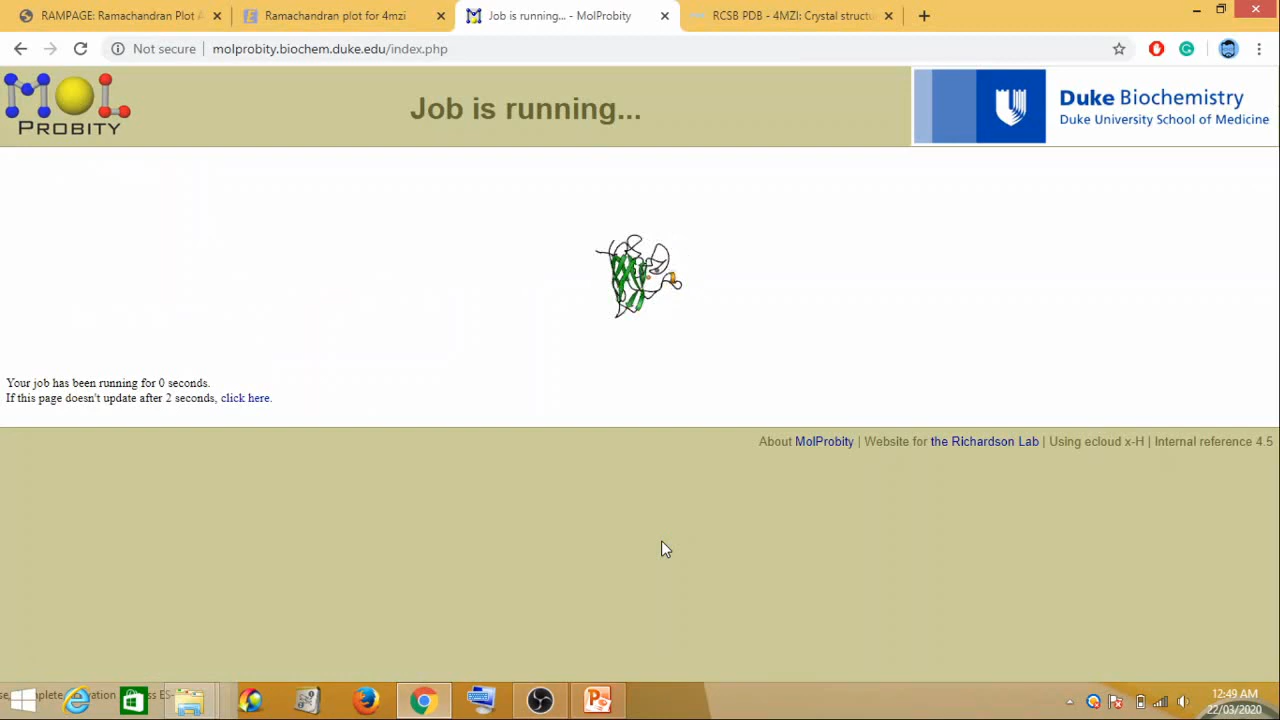 RAMPAGE: Ramachandran Plot A
Ramachandran plot for 4mzi
Job is running... - MolProbity
RCSB PDB - 4MZI: Crystal structu
Not secure | molprobity.biochem.duke.edu/index.php
MOL
PROBITY
Job is running...
Duke Biochemistry
Duke University School of Medicine
Your job has been running for 0 seconds.
If this page doesn't update after 2 seconds, click here.
About MolProbity | Website for the Richardson Lab | Using ecloud x-H | Internal reference 4.5
12:49 AM
22/03/2020